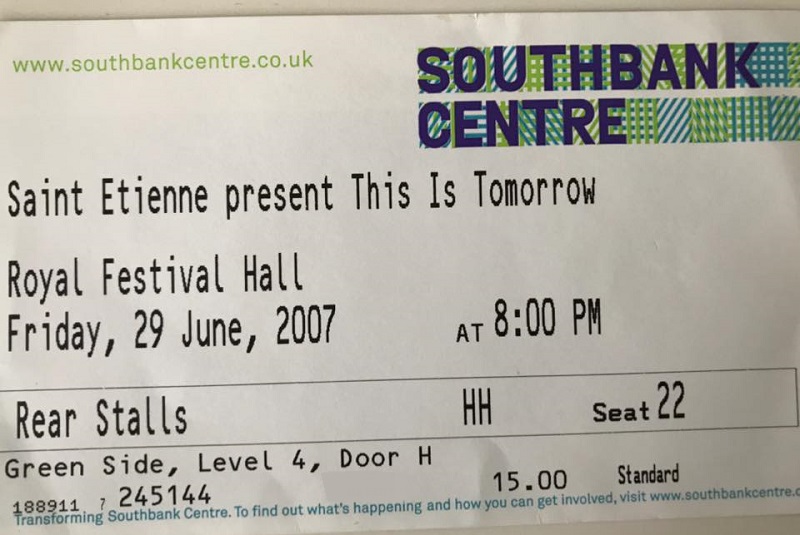 www.southbankcentre.co.uk
SOUTHBANK
CENTRE
Saint Etienne present This Is Tomorrow
Royal Festival Hall
Friday, 29 June, 2007 AT 8:00 PM
Rear Stalls HH Seat 22
Green Side, Level 4, Door H
15.00 Standard
188911 7 245144
Transforming Southbank Centre. To find out what's happening and how you can get involved, visit www.southbankcentre.c